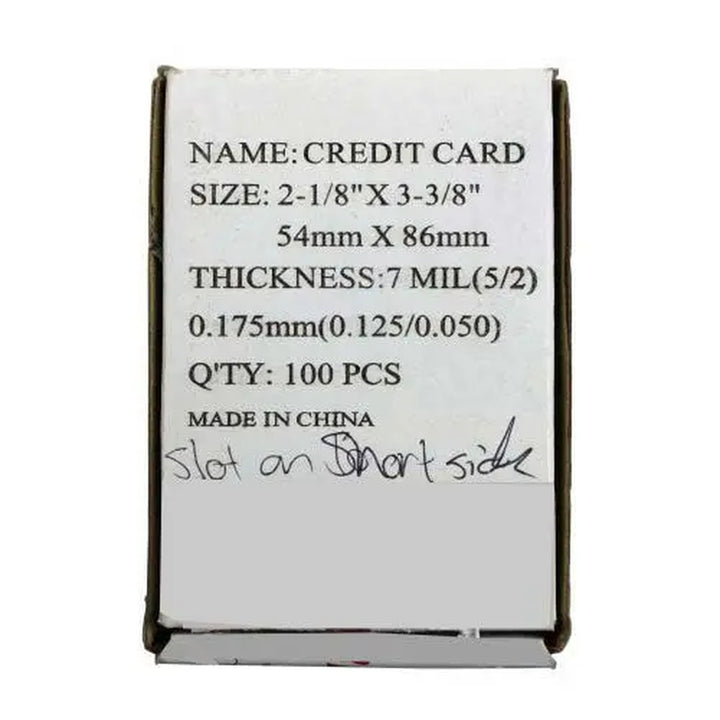 NAME: CREDIT CARD
SIZE: 2-1/8"X 3-3/8"
54mm X 86mm
THICKNESS:7 MIL(5/2)
0.175mm(0.125/0.050)
Q'TY: 100 PCS
MADE IN CHINA
Slot on Short side